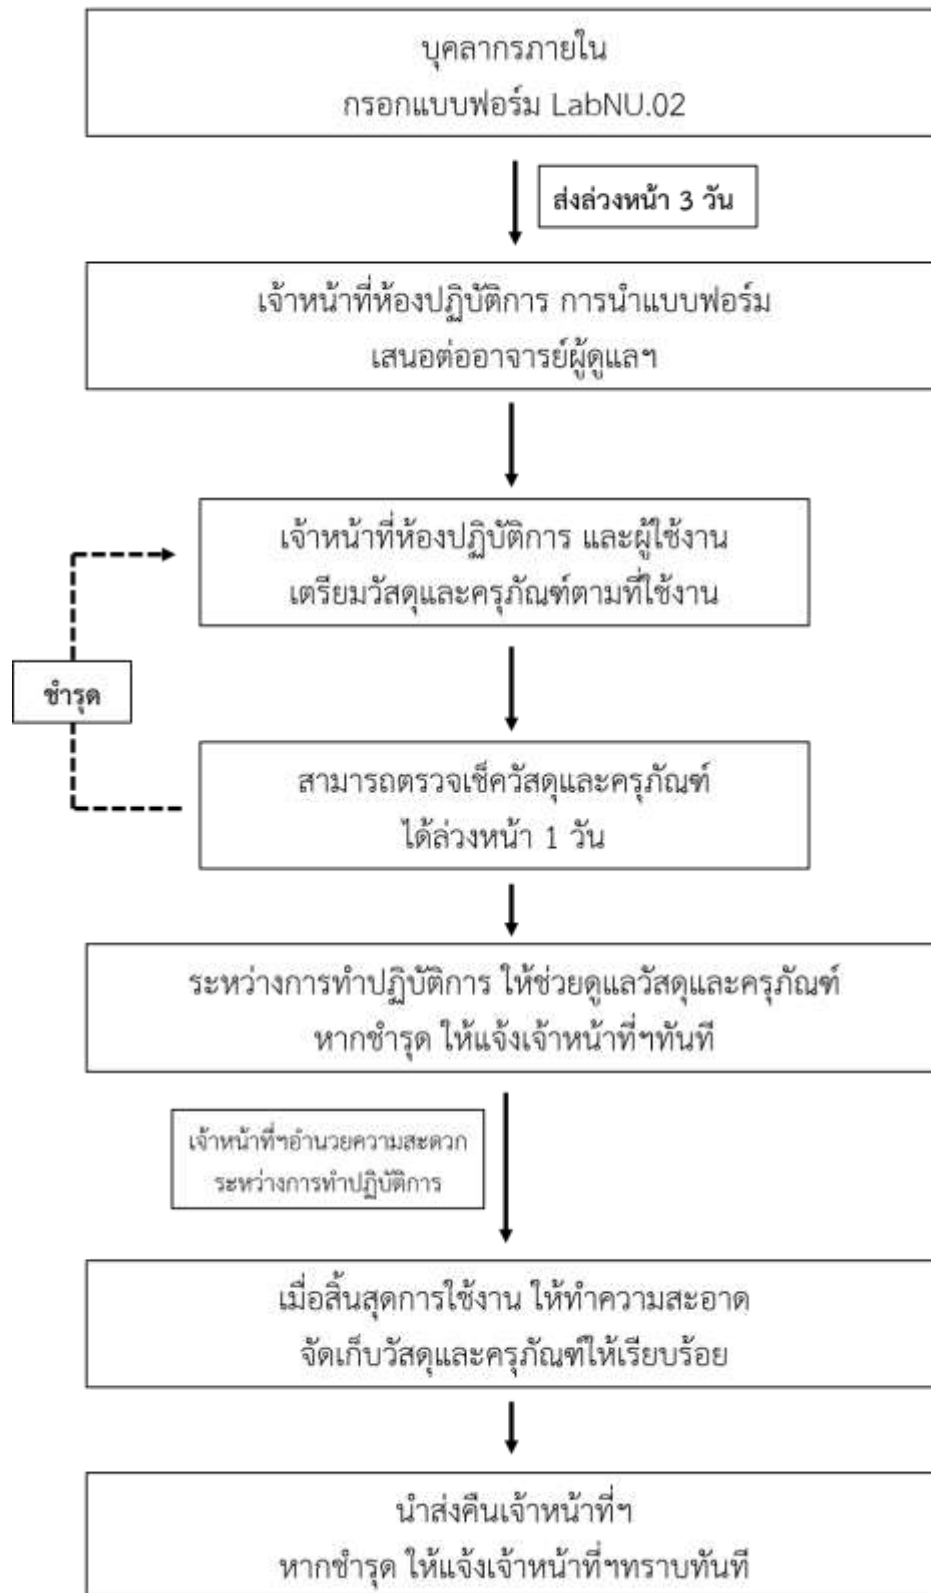 บุคลากรภายใน
กรอกแบบฟอร์ม LabNU.02
ส่งล่วงหน้า 3 วัน
เจ้าหน้าที่ห้องปฏิบัติการ การนำแบบฟอร์ม
เสนอต่ออาจารย์ผู้ดูแลฯ
เจ้าหน้าที่ห้องปฏิบัติการ และผู้ใช้งาน
เตรียมวัสดุและครุภัณฑ์ตามที่ใช้งาน
ชำรุด
สามารถตรวจเช็ควัสดุและครุภัณฑ์
ได้ล่วงหน้า 1 วัน
ระหว่างการทำปฏิบัติการ ให้ช่วยดูแลวัสดุและครุภัณฑ์
หากชำรุด ให้แจ้งเจ้าหน้าที่ฯทันที
เจ้าหน้าที่ฯอำนวยความสะดวก
ระหว่างการทำปฏิบัติการ
เมื่อสิ้นสุดการใช้งาน ให้ทำความสะอาด
จัดเก็บวัสดุและครุภัณฑ์ให้เรียบร้อย
นำส่งคืนเจ้าหน้าที่ฯ
หากชำรุด ให้แจ้งเจ้าหน้าที่ฯทราบทันที